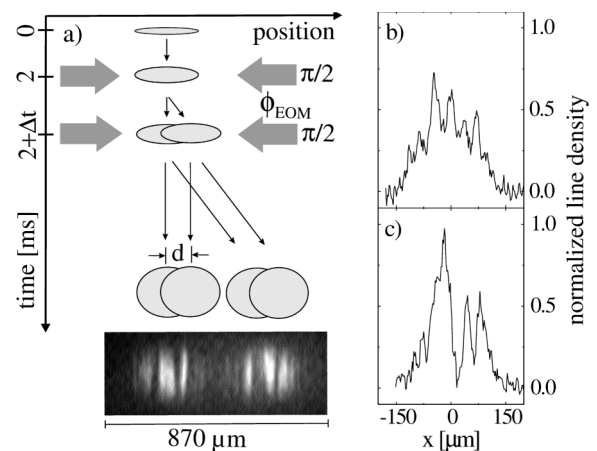 0
a)
position
2
π/2
ϕEOM
2+Δt
π/2
d
time [ms]
870 μm
b)
1.0
0.5
0.0
c)
1.0
0.5
0.0
normalized line density
-150
0
150
x [μm]